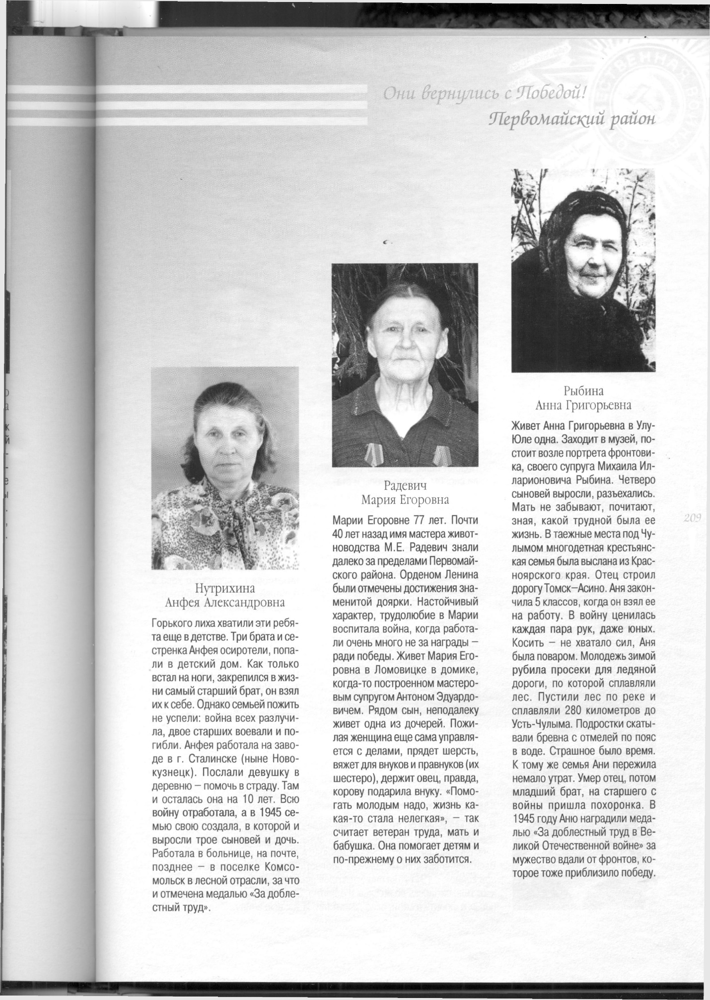 Они вернулись с Победой!
Первомайский район
ОТЕЧЕСТВЕННАЯ ВОЙНА
Нутрихина
Анфея Александровна
Горького лиха хватили эти ребя-
та еще в детстве. Три брата и се-
стренка Анфея осиротели, попа-
ли в детский дом. Как только
встал на ноги, закрепился в жиз-
ни самый старший брат, он взял
их к себе. Однако семьей пожить
не успели: война всех разлучи-
ла, двое старших воевали и по-
гибли. Анфея работала на заво-
де в г. Сталинске (ныне Ново-
кузнецк). Послали девушку в
деревню – помочь в страду. Там
и осталась она на 10 лет. Всю
войну отработала, а в 1945 се-
мью свою создала, в которой и
выросли трое сыновей и дочь.
Работала в больнице, на почте,
позднее – в поселке Комсо-
мольск в лесной отрасли, за что
и отмечена медалью «За добле-
стный труд».
Радевич
Мария Егоровна
Марии Егоровне 77 лет. Почти
40 лет назад имя мастера живот-
новодства М.Е. Радевич знали
далеко за пределами Первомай-
ского района. Орденом Ленина
были отмечены достижения зна-
менитой доярки. Настойчивый
характер, трудолюбие в Марии
воспитала война, когда работа-
ли очень много не за награды –
ради победы. Живет Мария Его-
ровна в Ломовицке в домике,
когда-то построенном мастеро-
вым супругом Антоном Эдуардо-
вичем. Рядом сын, неподалеку
живет одна из дочерей. Пожи-
лая женщина еще сама управля-
ется с делами, прядет шерсть,
вяжет для внуков и правнуков (их
шестеро), держит овец, правда,
корову подарила внуку. «Помо-
гать молодым надо, жизнь ка-
кая-то стала нелегкая», – так
считает ветеран труда, мать и
бабушка. Она помогает детям и
по-прежнему о них заботится.
Рыбина
Анна Григорьевна
Живет Анна Григорьевна в Улу-
Юле одна. Заходит в музей, по-
стоит возле портрета фронтови-
ка, своего супруга Михаила Ил-
ларионовича Рыбина. Четверо
сыновей выросли, разъехались.
Мать не забывают, почитают,
зная, какой трудной была ее
жизнь. В таежные места под Чу-
лымом многодетная крестьянс-
кая семья была выслана из Крас-
ноярского края. Отец строил
дорогу Томск–Асино. Аня закон-
чила 5 классов, когда он взял ее
на работу. В войну ценилась
каждая пара рук, даже юных.
Косить – не хватало сил, Аня
была поваром. Молодежь зимой
рубила просеки для ледяной
дороги, по которой сплавляли
лес. Пустили лес по реке и
сплавляли 280 километров до
Усть-Чулыма. Подростки скаты-
вали бревна с отмелей по пояс
в воде. Страшное было время.
К тому же семья Ани пережила
немало утрат. Умер отец, потом
младший брат, на старшего с
войны пришла похоронка. В
1945 году Аню наградили меда-
лью «За доблестный труд в Ве-
ликой Отечественной войне» за
мужество вдали от фронтов, ко-
торое тоже приблизило победу.
209